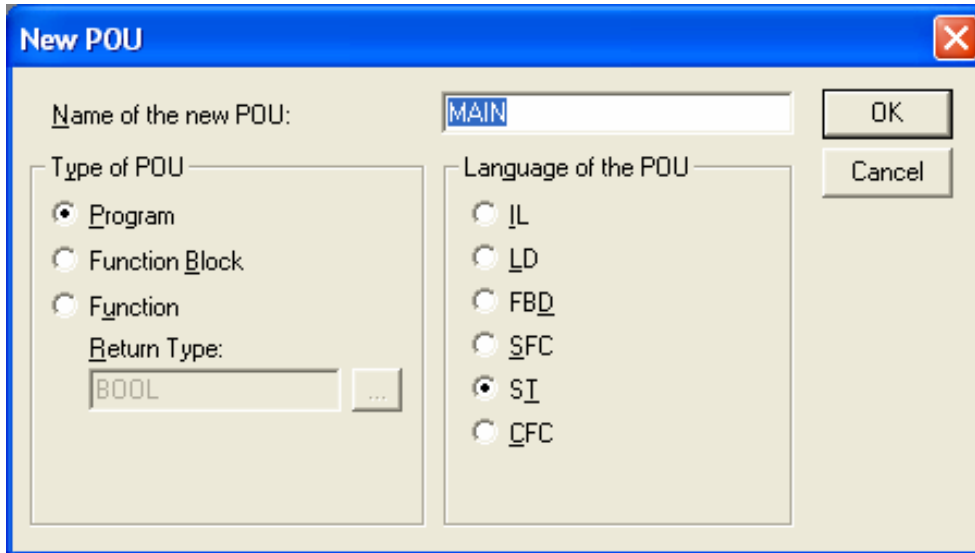 New POU
Name of the new POU:
MAIN
OK
Cancel
Type of POU
Program
Function Block
Function
Return Type:
BOOL
...
Language of the POU
IL
LD
FBD
SFC
ST
CFC